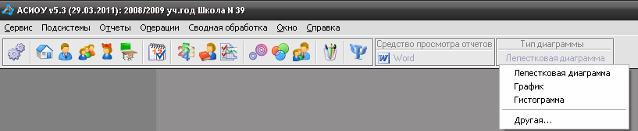 АСИОУ v5.3 (29.03.2011): 2008/2009 уч.год Школа N 39
Сервис Подсистемы Отчеты Операции Сводная обработка Окно Справка
Средство просмотра отчетов Тип диаграммы
Word Лепестковая диаграмма
Лепестковая диаграмма
График
Гистограмма
Другая...